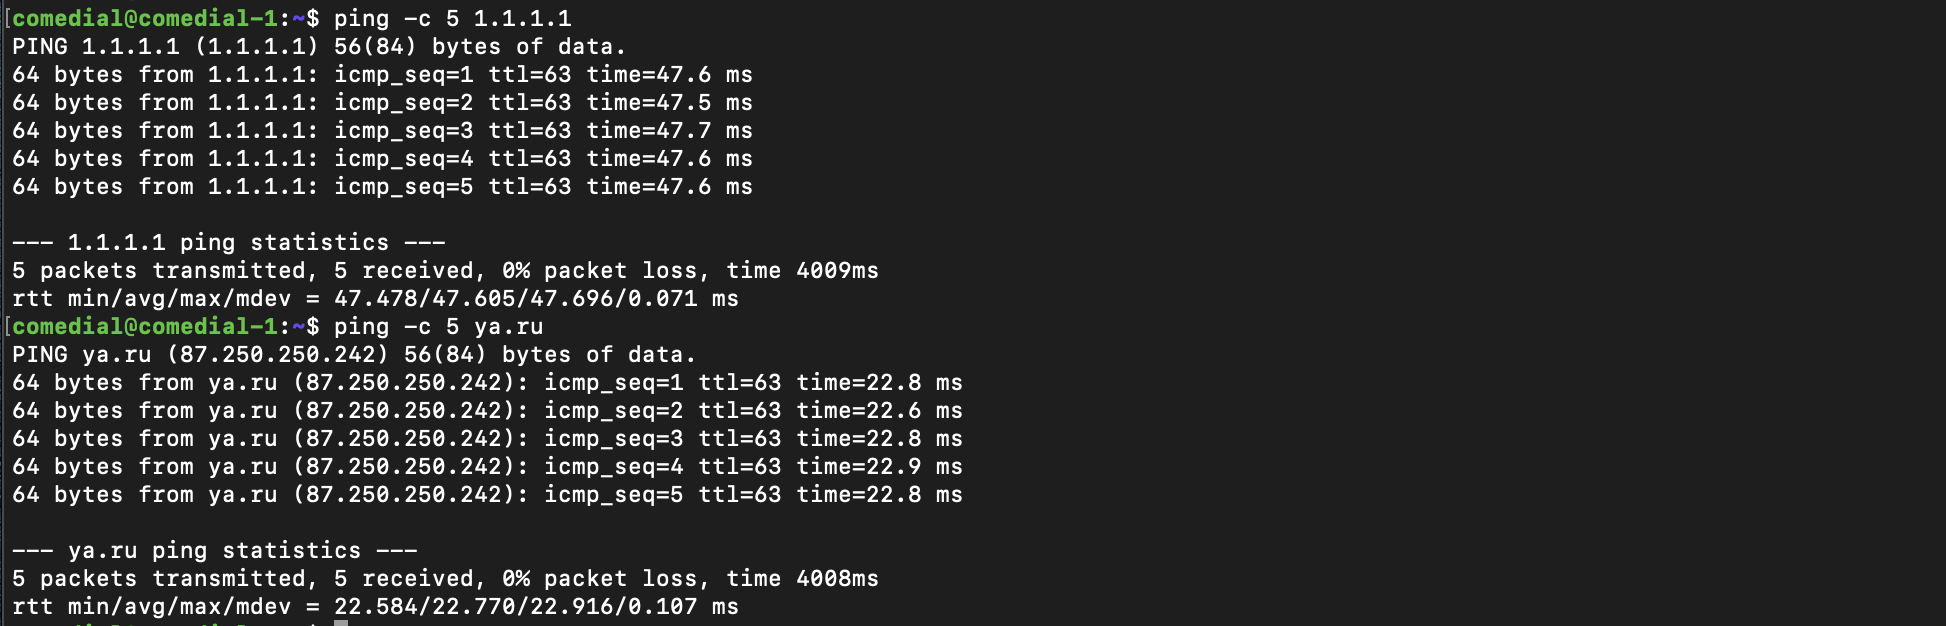 [comedial@comedial-1:~$ ping -c 5 1.1.1.1
PING 1.1.1.1 (1.1.1.1) 56(84) bytes of data.
64 bytes from 1.1.1.1: icmp_seq=1 ttl=63 time=47.6 ms
64 bytes from 1.1.1.1: icmp_seq=2 ttl=63 time=47.5 ms
64 bytes from 1.1.1.1: icmp_seq=3 ttl=63 time=47.7 ms
64 bytes from 1.1.1.1: icmp_seq=4 ttl=63 time=47.6 ms
64 bytes from 1.1.1.1: icmp_seq=5 ttl=63 time=47.6 ms
--- 1.1.1.1 ping statistics ---
5 packets transmitted, 5 received, 0% packet loss, time 4009ms
rtt min/avg/max/mdev = 47.478/47.605/47.696/0.071 ms
[comedial@comedial-1:~$ ping -c 5 ya.ru
PING ya.ru (87.250.250.242) 56(84) bytes of data.
64 bytes from ya.ru (87.250.250.242): icmp_seq=1 ttl=63 time=22.8 ms
64 bytes from ya.ru (87.250.250.242): icmp_seq=2 ttl=63 time=22.6 ms
64 bytes from ya.ru (87.250.250.242): icmp_seq=3 ttl=63 time=22.8 ms
64 bytes from ya.ru (87.250.250.242): icmp_seq=4 ttl=63 time=22.9 ms
64 bytes from ya.ru (87.250.250.242): icmp_seq=5 ttl=63 time=22.8 ms
--- ya.ru ping statistics ---
5 packets transmitted, 5 received, 0% packet loss, time 4008ms
rtt min/avg/max/mdev = 22.584/22.770/22.916/0.107 ms